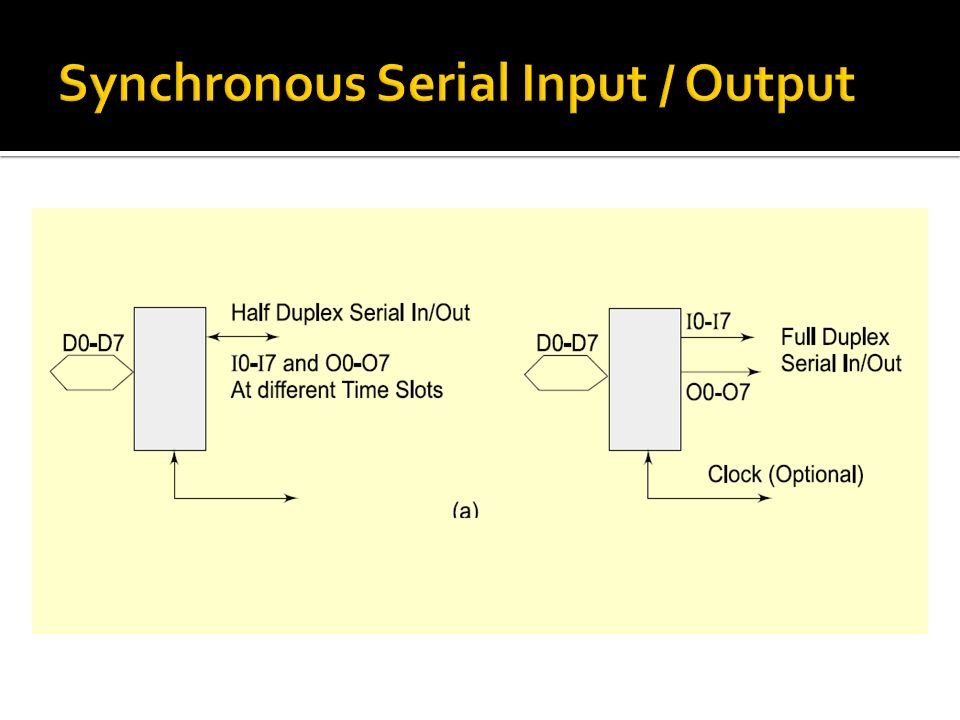 Synchronous Serial Input / Output
Half Duplex Serial In/Out
D0-D7
I0-I7 and O0-O7
At different Time Slots
I0-I7
D0-D7
Full Duplex
Serial In/Out
O0-O7
Clock (Optional)
(a)